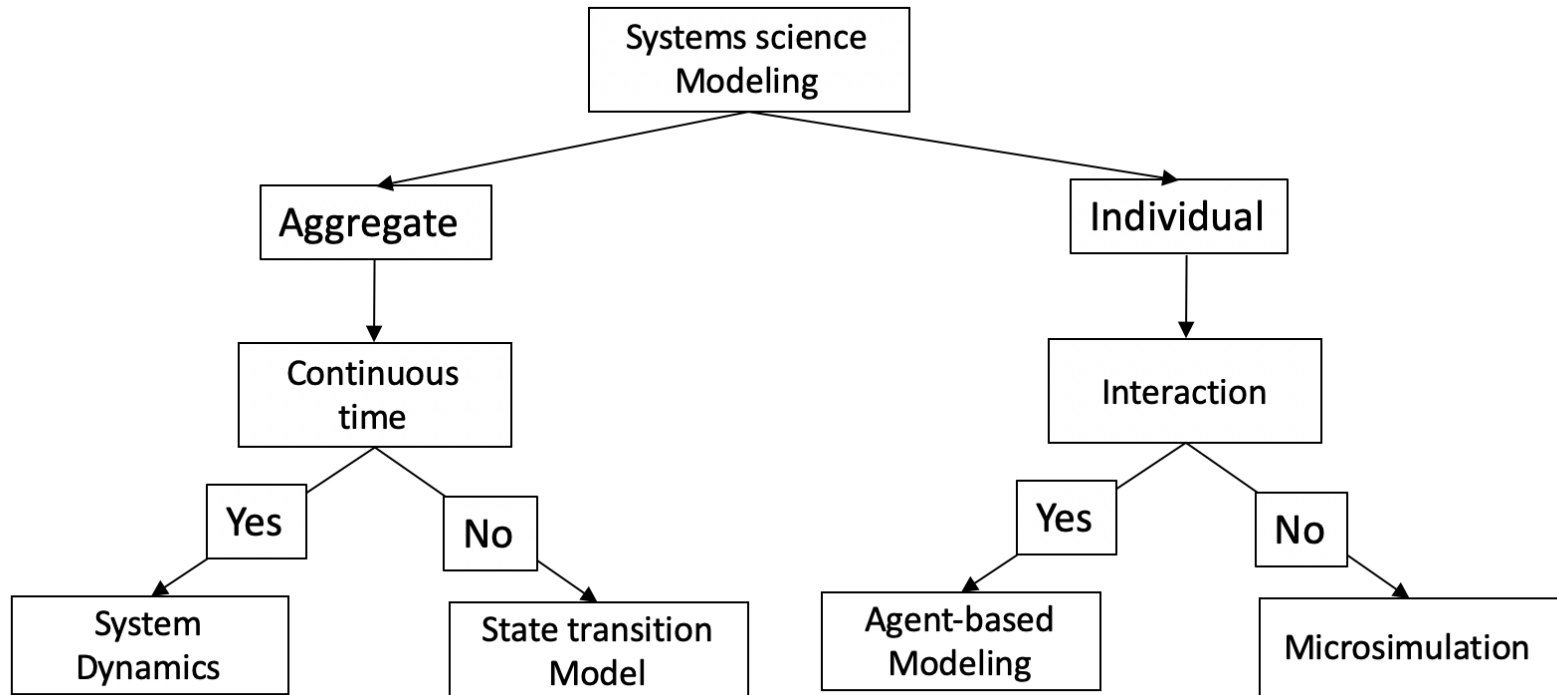 Systems science
Modeling
Aggregate
Individual
Continuous
time
Interaction
Yes
No
Yes
No
System
Dynamics
State transition
Model
Agent-based
Modeling
Microsimulation